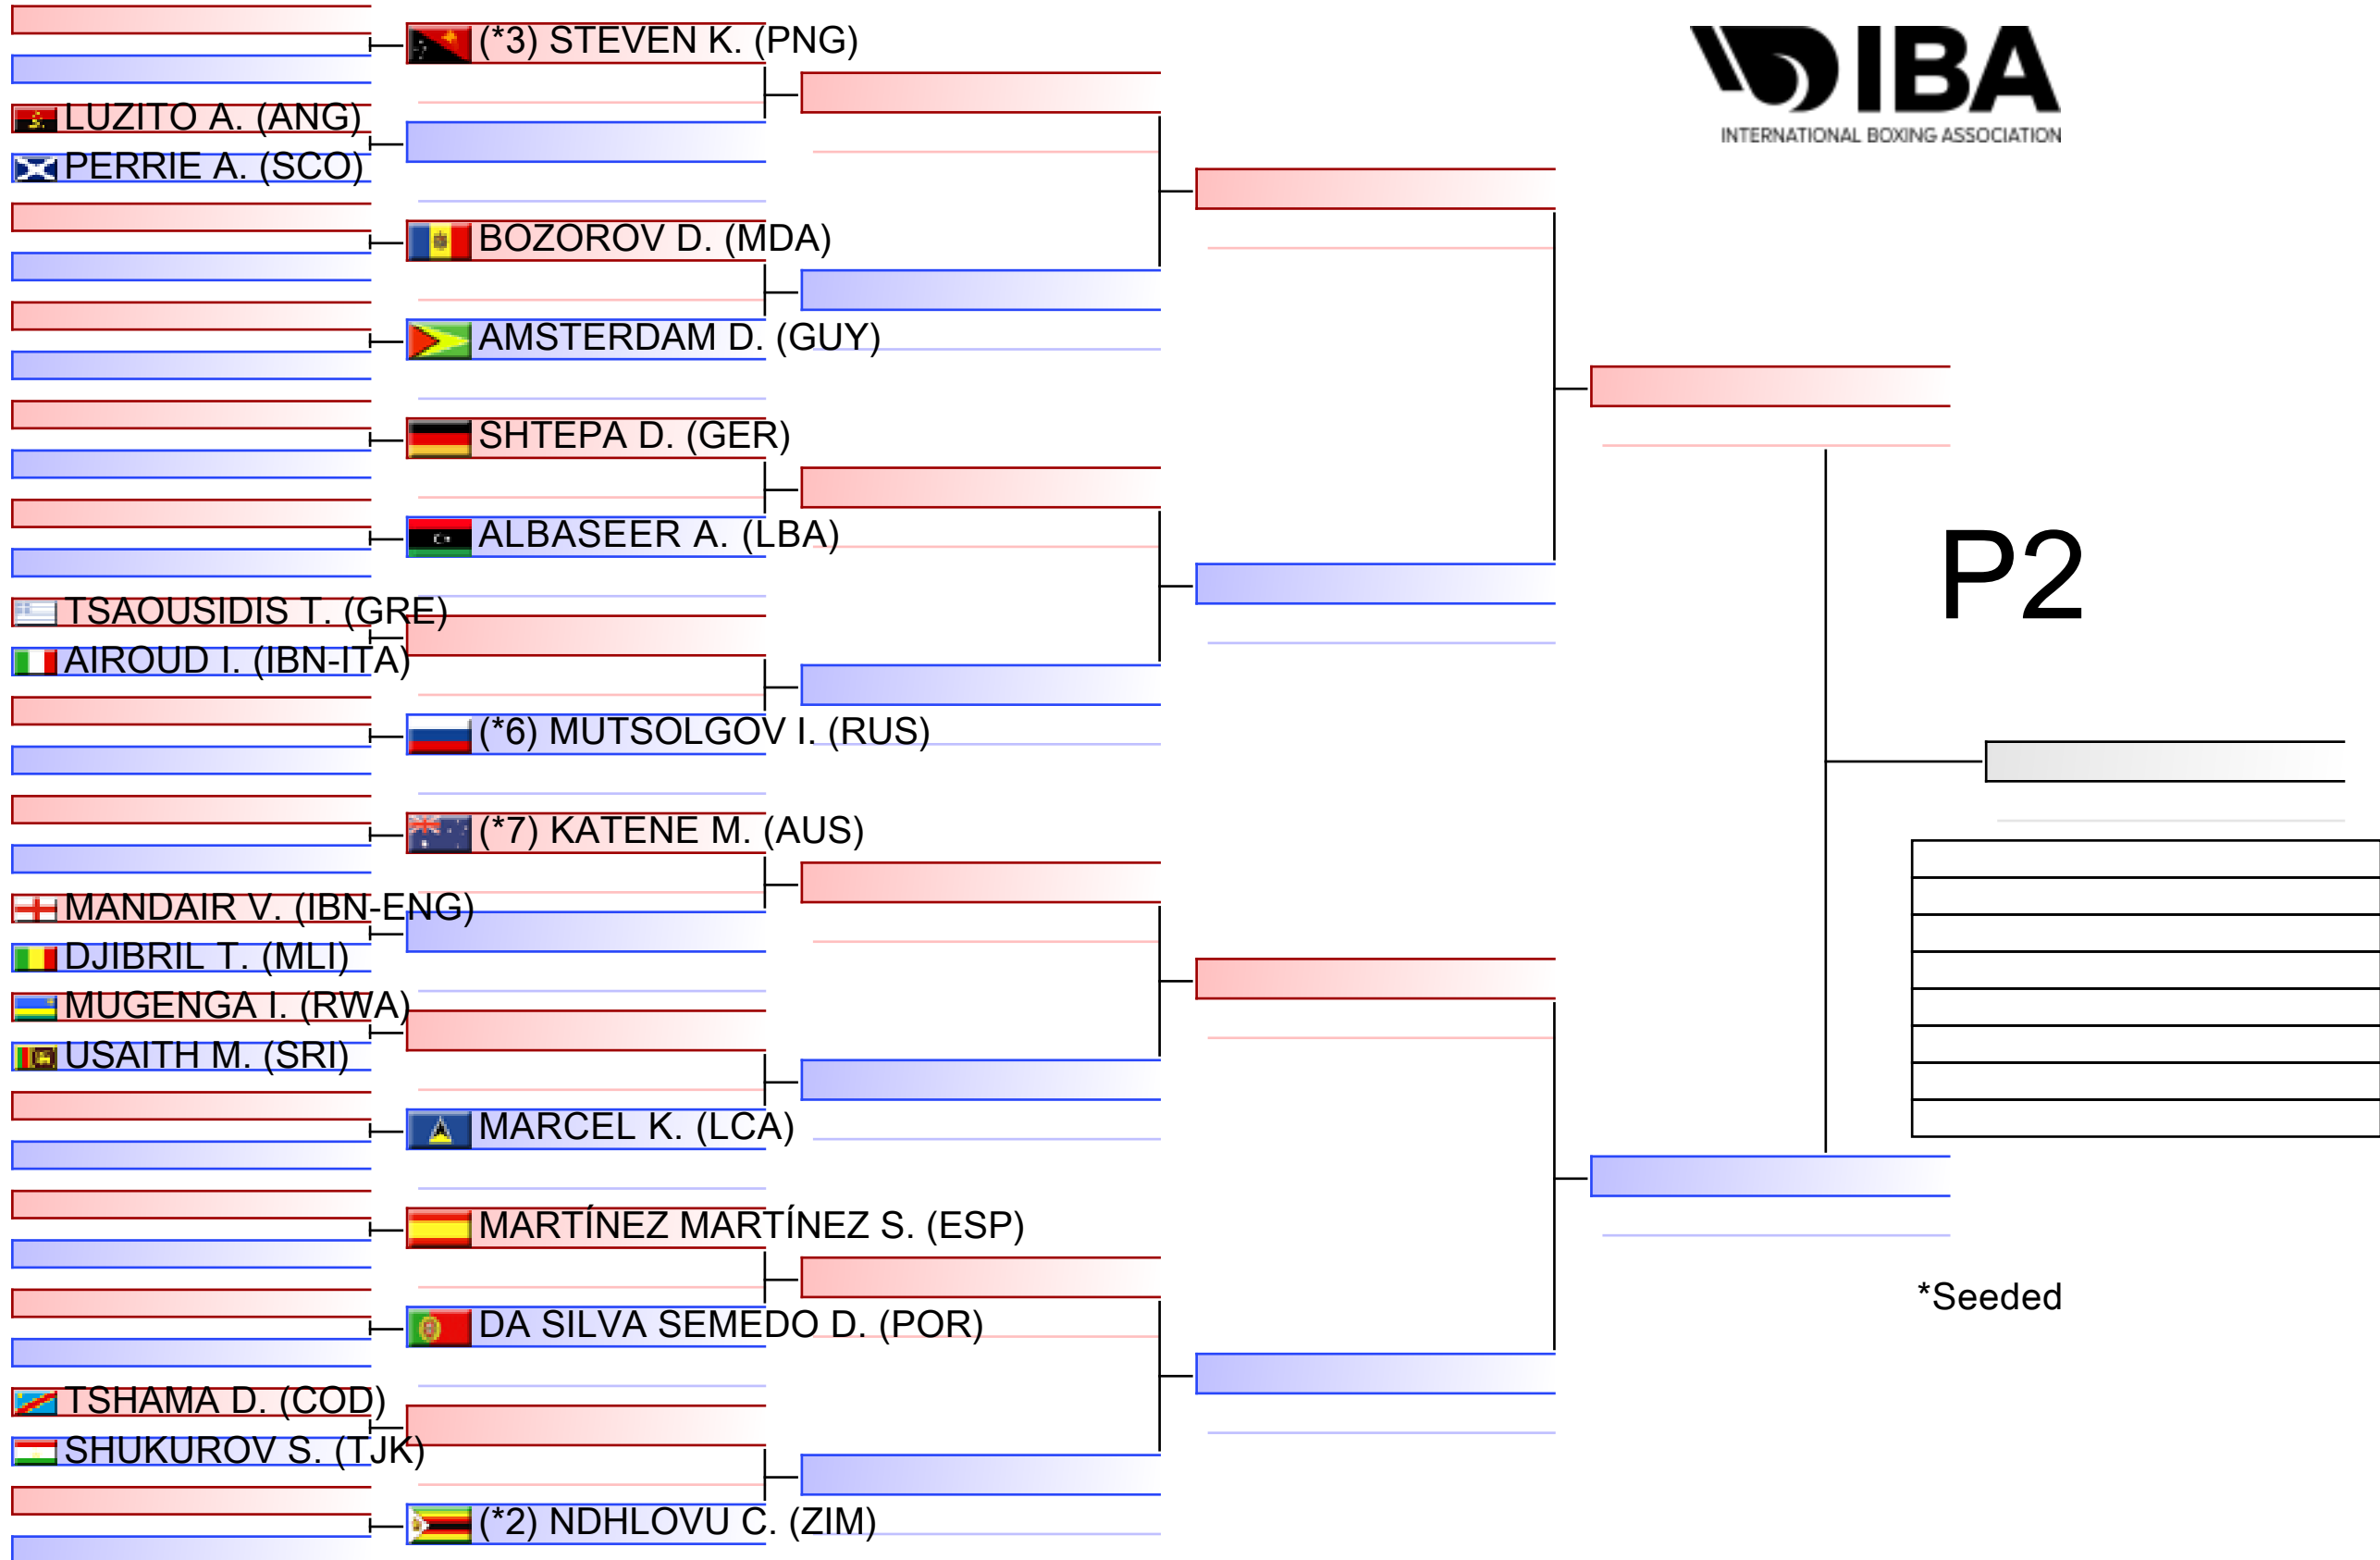 (*3) STEVEN K. (PNG)
IBA
INTERNATIONAL BOXING ASSOCIATION
LUZITO A. (ANG)
PERRIE A. (SCO)
BOZOROV D. (MDA)
AMSTERDAM D. (GUY)
SHTEPA D. (GER)
ALBASEER A. (LBA)
P2
TSAOUSIDIS T. (GRE)
AIROUD I. (IBN-ITA)
(*6) MUTSOLGOV I. (RUS)
(*7) KATENE M. (AUS)
MANDAIR V. (IBN-ENG)
DJIBRIL T. (MLI)
MUGENGA I. (RWA)
USAITH M. (SRI)
MARCEL K. (LCA)
MARTÍNEZ MARTÍNEZ S. (ESP)
*Seeded
DA SILVA SEMEDO D. (POR)
TSHAMA D. (COD)
SHUKUROV S. (TJK)
(*2) NDHLOVU C. (ZIM)